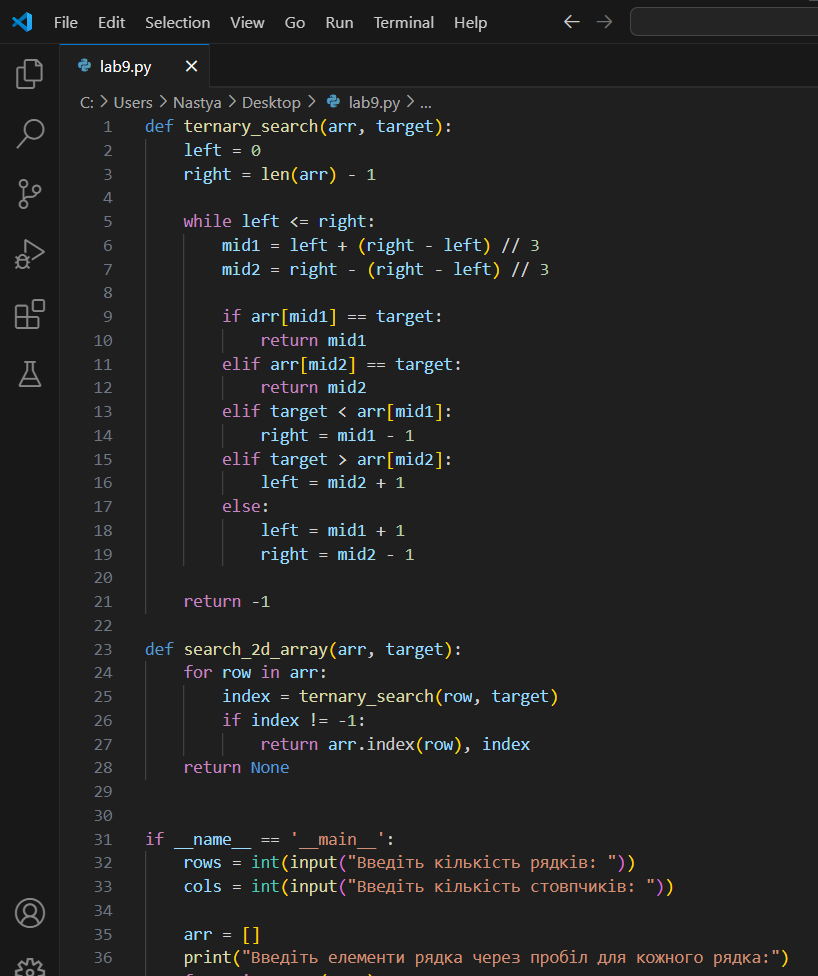 File Edit Selection View Go Run Terminal Help
lab9.py
C: > Users > Nastya > Desktop > lab9.py > ...
1 def ternary_search(arr, target):
2     left = 0
3     right = len(arr) - 1
4
5     while left <= right:
6         mid1 = left + (right - left) // 3
7         mid2 = right - (right - left) // 3
8
9         if arr[mid1] == target:
10             return mid1
11         elif arr[mid2] == target:
12             return mid2
13         elif target < arr[mid1]:
14             right = mid1 - 1
15         elif target > arr[mid2]:
16             left = mid2 + 1
17         else:
18             left = mid1 + 1
19             right = mid2 - 1
20
21     return -1
22
23 def search_2d_array(arr, target):
24     for row in arr:
25         index = ternary_search(row, target)
26         if index != -1:
27             return arr.index(row), index
28     return None
29
30
31 if __name__ == '__main__':
32     rows = int(input("Введіть кількість рядків: "))
33     cols = int(input("Введіть кількість стовпчиків: "))
34
35     arr = []
36     print("Введіть елементи рядка через пробіл для кожного рядка:")